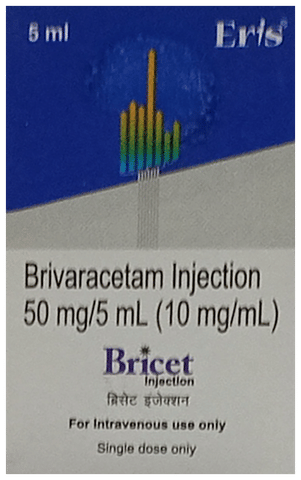 5 ml
Eris®
Brivaracetam Injection
50 mg/5 mL (10 mg/mL)
Bricet
Injection
ब्रिसेट इंजेक्शन
For Intravenous use only
Single dose only